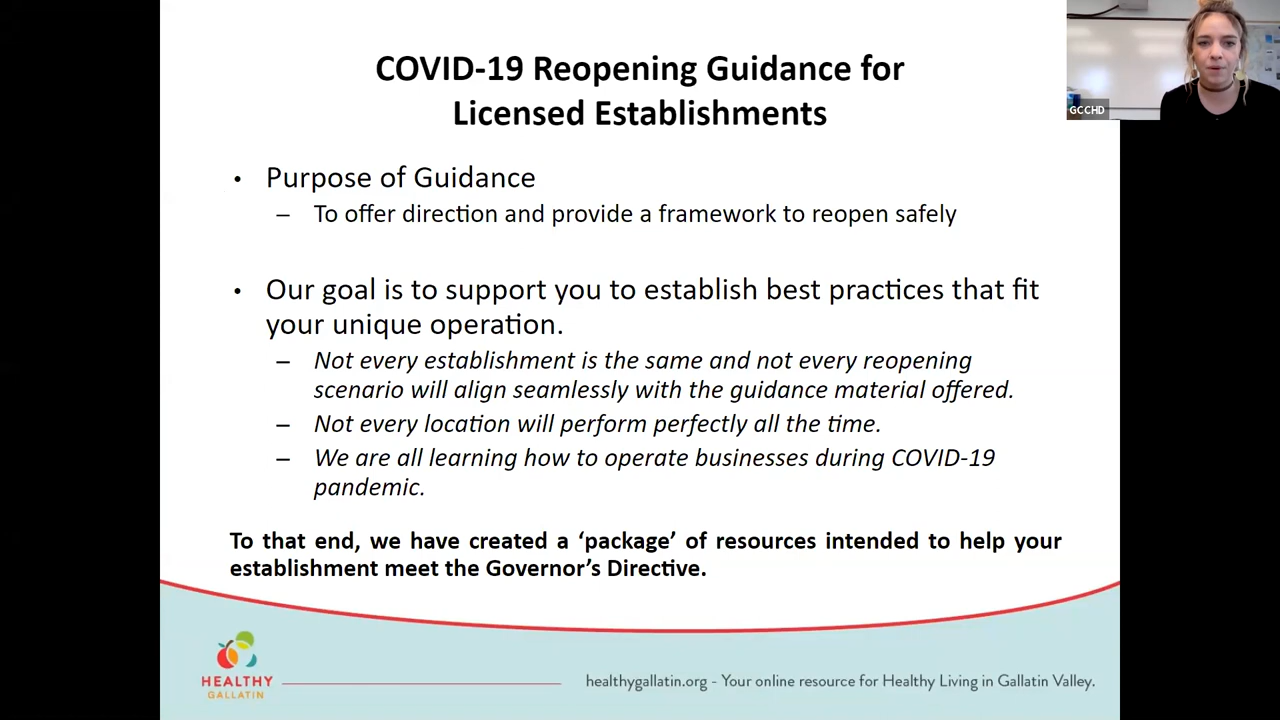 COVID-19 Reopening Guidance for
Licensed Establishments
GCCHD
• Purpose of Guidance
– To offer direction and provide a framework to reopen safely
• Our goal is to support you to establish best practices that fit
your unique operation.
– Not every establishment is the same and not every reopening
scenario will align seamlessly with the guidance material offered.
– Not every location will perform perfectly all the time.
– We are all learning how to operate businesses during COVID-19
pandemic.
To that end, we have created a ‘package’ of resources intended to help your
establishment meet the Governor’s Directive.
HEALTHY
GALLATIN
healthygallatin.org - Your online resource for Healthy Living in Gallatin Valley.